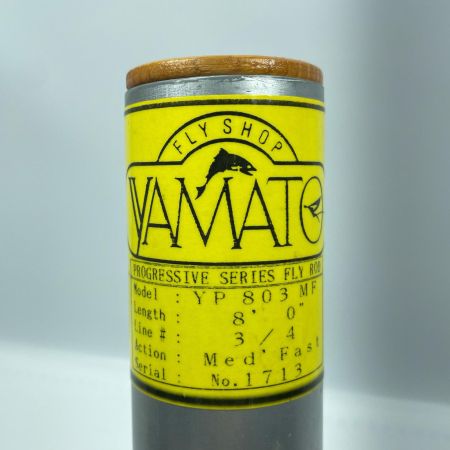 FLY SHOP
YAMATO
PROGRESSIVE SERIES FLY ROD
Model : YP 803 MF
Length : 8' 0"
Line # : 3/4
Action : Med' Fast
Serial : No.1713